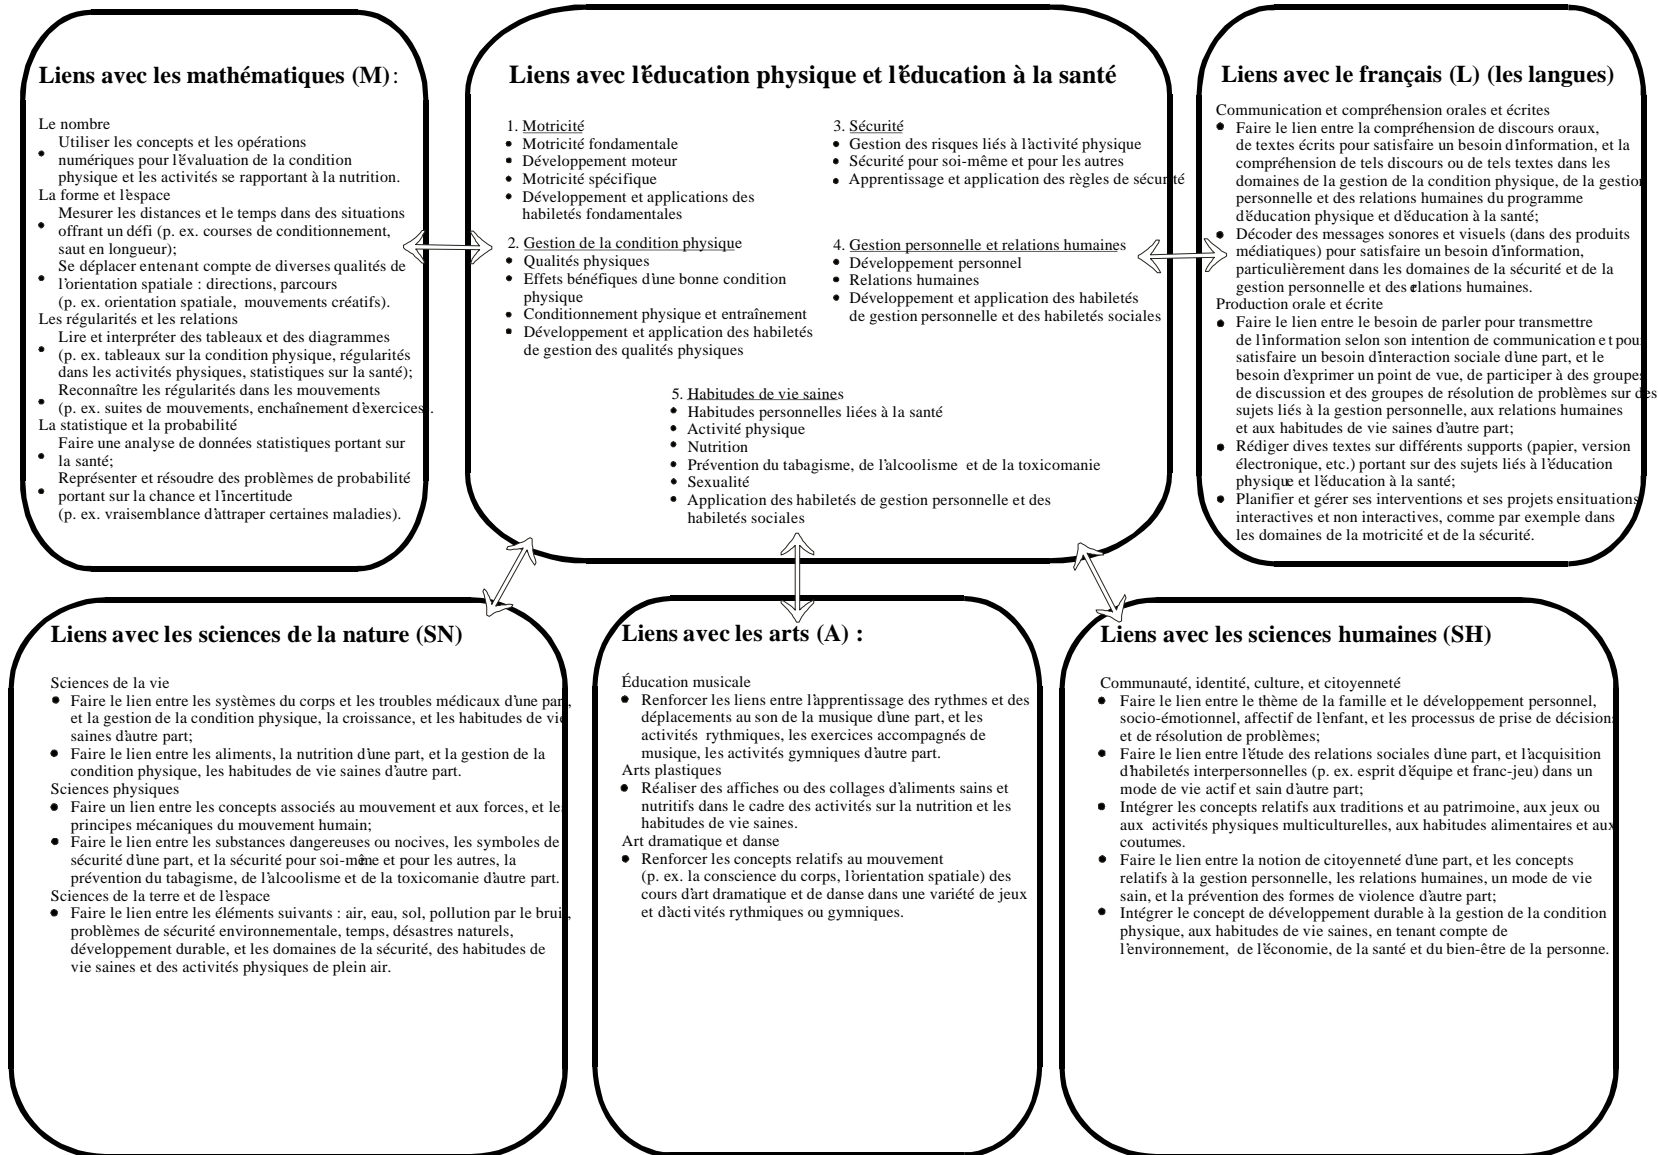 Liens avec les mathématiques (M) :
Le nombre
• Utiliser les concepts et les opérations
numériques pour l'évaluation de la condition
physique et les activités se rapportant à la nutrition.
La forme et l'espace
• Mesurer les distances et le temps dans des situations
offrant un défi (p. ex. courses de conditionnement,
saut en longueur);
• Se déplacer entenant compte de diverses qualités de
l'orientation spatiale : directions, parcours
(p. ex. orientation spatiale, mouvements créatifs).
Les régularités et les relations
• Lire et interpréter des tableaux et des diagrammes
(p. ex. tableaux sur la condition physique, régularités
dans les activités physiques, statistiques sur la santé);
• Reconnaître les régularités dans les mouvements
(p. ex. suites de mouvements, enchaînement d'exercices).
La statistique et la probabilité
• Faire une analyse de données statistiques portant sur
la santé;
• Représenter et résoudre des problèmes de probabilité
portant sur la chance et l'incertitude
(p. ex. vraisemblance d'attraper certaines maladies).
Liens avec l'éducation physique et l'éducation à la santé
1. Motricité
• Motricité fondamentale
• Développement moteur
• Motricité spécifique
• Développement et applications des
habiletés fondamentales
2. Gestion de la condition physique
• Qualités physiques
• Effets bénéfiques d'une bonne condition
physique
• Conditionnement physique et entraînement
• Développement et application des habiletés
de gestion des qualités physiques
3. Sécurité
• Gestion des risques liés à l'activité physique
• Sécurité pour soi-même et pour les autres
• Apprentissage et application des règles de sécurité
4. Gestion personnelle et relations humaines
• Développement personnel
• Relations humaines
• Développement et application des habiletés
de gestion personnelle et des habiletés sociales
5. Habitudes de vie saines
• Habitudes personnelles liées à la santé
• Activité physique
• Nutrition
• Prévention du tabagisme, de l'alcoolisme et de la toxicomanie
• Sexualité
• Application des habiletés de gestion personnelle et des
habiletés sociales
Liens avec le français (L) (les langues)
Communication et compréhension orales et écrites
• Faire le lien entre la compréhension de discours oraux,
de textes écrits pour satisfaire un besoin d'information, et la
compréhension de tels discours ou de tels textes dans les
domaines de la gestion de la condition physique, de la gestion
personnelle et des relations humaines du programme
d'éducation physique et d'éducation à la santé;
• Décoder des messages sonores et visuels (dans des produits
médiatiques) pour satisfaire un besoin d'information,
particulièrement dans les domaines de la sécurité et de la
gestion personnelle et des relations humaines.
Production orale et écrite
• Faire le lien entre le besoin de parler pour transmettre
de l'information selon son intention de communication et pour
satisfaire un besoin d'interaction sociale d'une part, et le
besoin d'exprimer un point de vue, de participer à des groupes
de discussion et des groupes de résolution de problèmes sur des
sujets liés à la gestion personnelle, aux relations humaines
et aux habitudes de vie saines d'autre part;
• Rédiger dives textes sur différents supports (papier, version
électronique, etc.) portant sur des sujets liés à l'éducation
physique et l'éducation à la santé;
• Planifier et gérer ses interventions et ses projets ensituations
interactives et non interactives, comme par exemple dans
les domaines de la motricité et de la sécurité.
Liens avec les sciences de la nature (SN)
Sciences de la vie
• Faire le lien entre les systèmes du corps et les troubles médicaux d'une part,
et la gestion de la condition physique, la croissance, et les habitudes de vie
saines d'autre part;
• Faire le lien entre les aliments, la nutrition d'une part, et la gestion de la
condition physique, les habitudes de vie saines d'autre part.
Sciences physiques
• Faire un lien entre les concepts associés au mouvement et aux forces, et les
principes mécaniques du mouvement humain;
• Faire le lien entre les substances dangereuses ou nocives, les symboles de
sécurité d'une part, et la sécurité pour soi-même et pour les autres, la
prévention du tabagisme, de l'alcoolisme et de la toxicomanie d'autre part.
Sciences de la terre et de l'espace
• Faire le lien entre les éléments suivants : air, eau, sol, pollution par le bruit,
problèmes de sécurité environnementale, temps, désastres naturels,
développement durable, et les domaines de la sécurité, des habitudes de
vie saines et des activités physiques de plein air.
Liens avec les arts (A) :
Éducation musicale
• Renforcer les liens entre l'apprentissage des rythmes et des
déplacements au son de la musique d'une part, et les
activités rythmiques, les exercices accompagnés de
musique, les activités gymniques d'autre part.
Arts plastiques
• Réaliser des affiches ou des collages d'aliments sains et
nutritifs dans le cadre des activités sur la nutrition et les
habitudes de vie saines.
Art dramatique et danse
• Renforcer les concepts relatifs au mouvement
(p. ex. la conscience du corps, l'orientation spatiale) des
cours d'art dramatique et de danse dans une variété de jeux
et d'activités rythmiques ou gymniques.
Liens avec les sciences humaines (SH)
Communauté, identité, culture, et citoyenneté
• Faire le lien entre le thème de la famille et le développement personnel,
socio-émotionnel, affectif de l'enfant, et les processus de prise de décisions
et de résolution de problèmes;
• Faire le lien entre l'étude des relations sociales d'une part, et l'acquisition
d'habiletés interpersonnelles (p. ex. esprit d'équipe et franc-jeu) dans un
mode de vie actif et sain d'autre part;
• Intégrer les concepts relatifs aux traditions et au patrimoine, aux jeux ou
aux activités physiques multiculturelles, aux habitudes alimentaires et aux
coutumes.
• Faire le lien entre la notion de citoyenneté d'une part, et les concepts
relatifs à la gestion personnelle, les relations humaines, un mode de vie
sain, et la prévention des formes de violence d'autre part;
• Intégrer le concept de développement durable à la gestion de la condition
physique, aux habitudes de vie saines, en tenant compte de
l'environnement, de l'économie, de la santé et du bien-être de la personne.